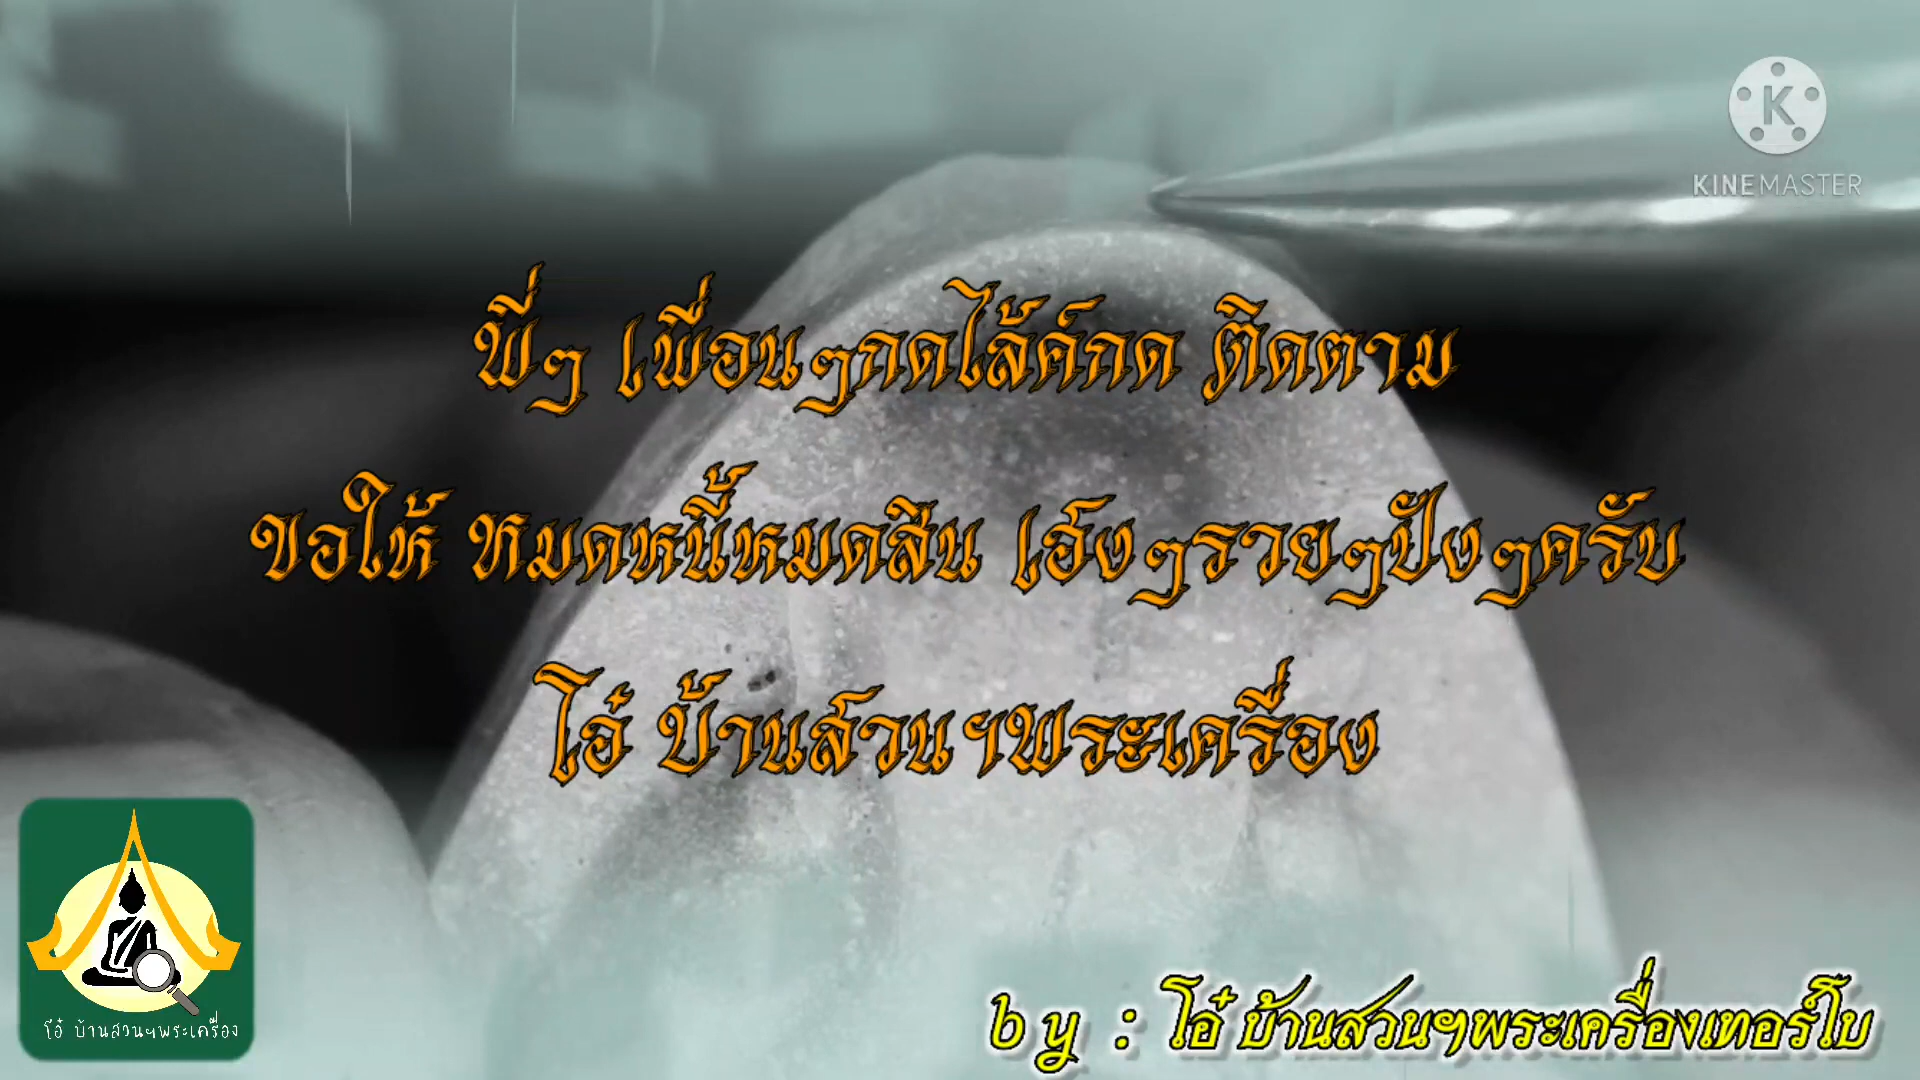 KINEMASTER
พี่ๆ เพื่อนๆกดไล้ค์กด ติดตาม
ขอให้ หมดหนี้หมดสิน เฮ้งๆรวยๆปังๆครับ
โอ๋ บ้านสวนฯพระเครื่อง
โอ๋ บ้านสวนฯพระเครื่อง
by : โอ๋ บ้านสวนฯพระเครื่องเทอร์โบ